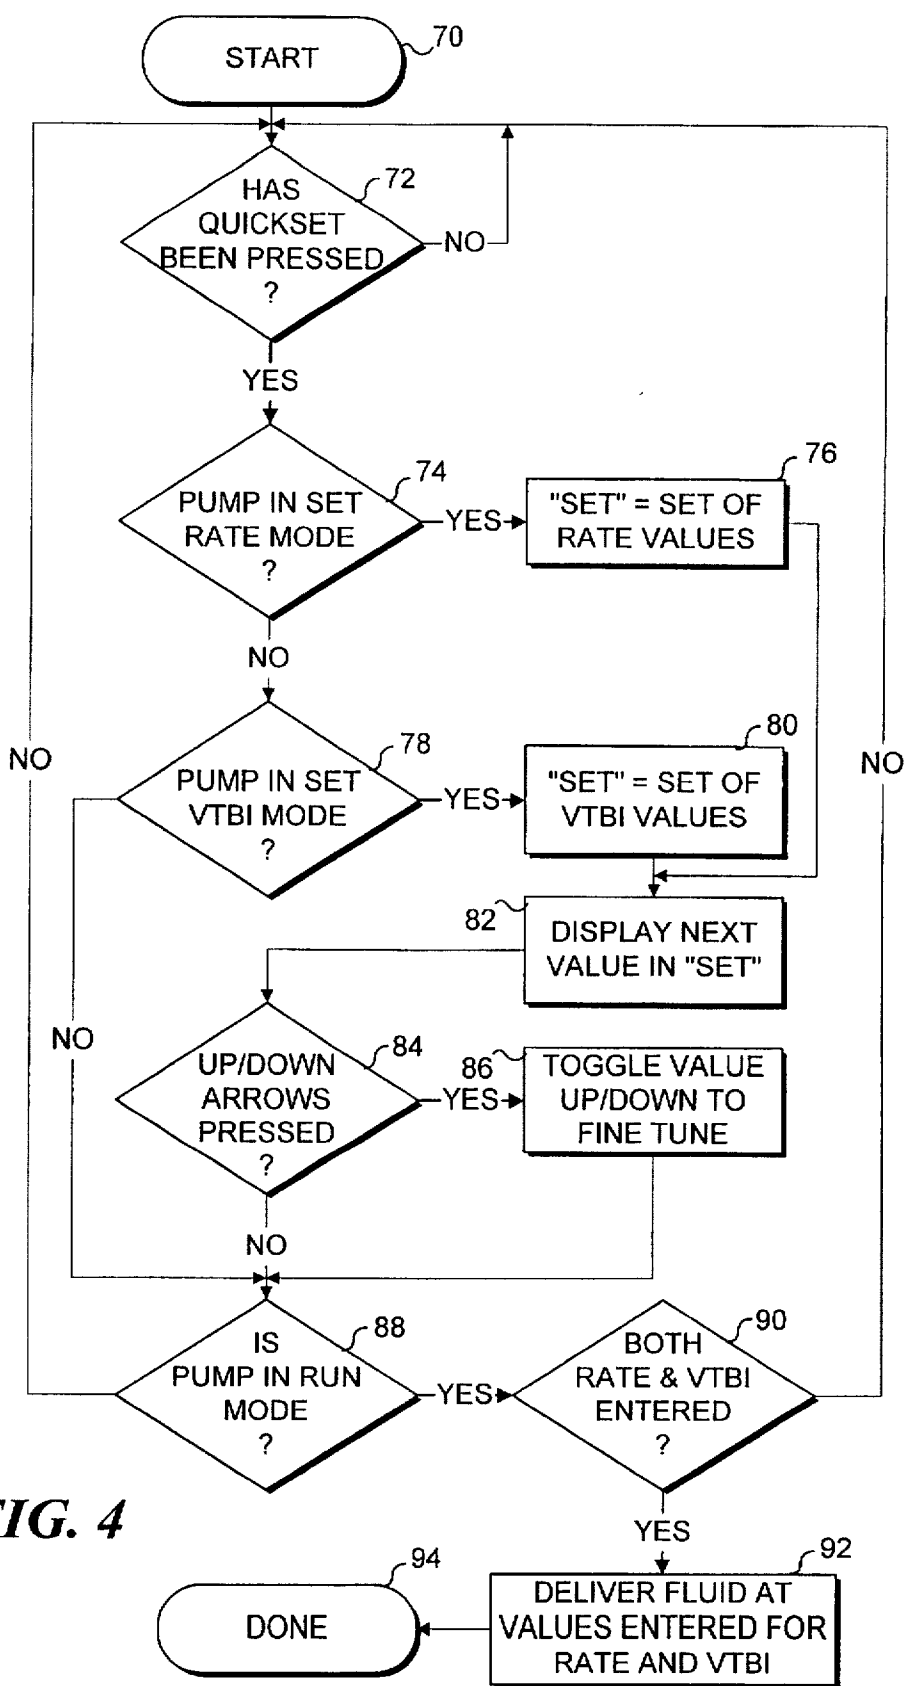 START
70
HAS
QUICKSET
BEEN PRESSED
?
72
NO
YES
PUMP IN SET
RATE MODE
?
74
YES
"SET" = SET OF
RATE VALUES
76
NO
PUMP IN SET
VTBI MODE
?
78
YES
"SET" = SET OF
VTBI VALUES
80
NO
NO
82
DISPLAY NEXT
VALUE IN "SET"
NO
UP/DOWN
ARROWS
PRESSED
?
84
YES
86
TOGGLE VALUE
UP/DOWN TO
FINE TUNE
NO
IS
PUMP IN RUN
MODE
?
88
YES
BOTH
RATE & VTBI
ENTERED
?
90
YES
DELIVER FLUID AT
VALUES ENTERED FOR
RATE AND VTBI
92
DONE
94
FIG. 4